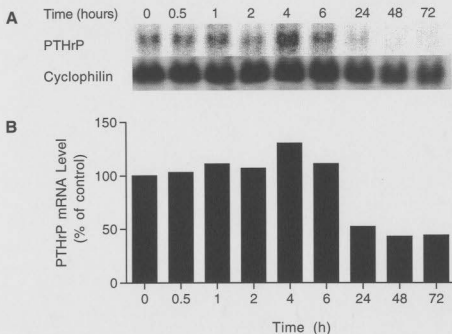 A
Time (hours) 0 0.5 1 2 4 6 24 48 72
PTHrP
Cyclophilin
B
PTHrP mRNA Level
(% of control)
150
100
50
0
0 0.5 1 2 4 6 24 48 72
Time (h)